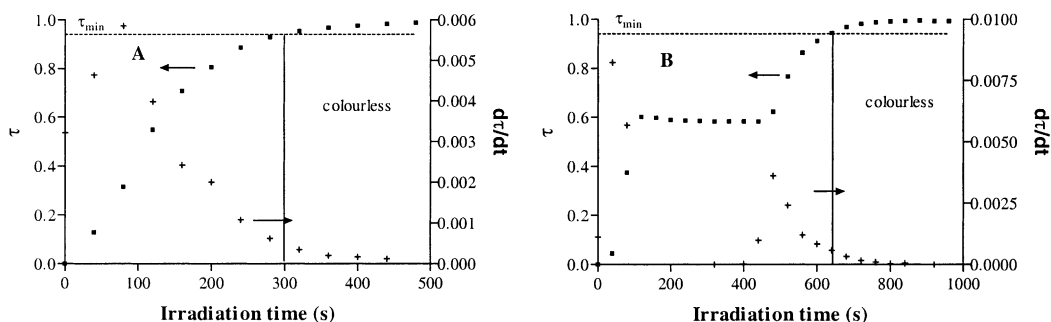 τmin
A
colourless
1.0
0.8
0.6
0.4
0.2
0.0
τ
0.006
0.005
0.004
0.003
0.002
0.001
0.000
dτ/dt
0 100 200 300 400 500
Irradiation time (s)
τmin
B
colourless
1.0
0.8
0.6
0.4
0.2
0.0
τ
0.0100
0.0075
0.0050
0.0025
0.0000
dτ/dt
0 200 400 600 800 1000
Irradiation time (s)